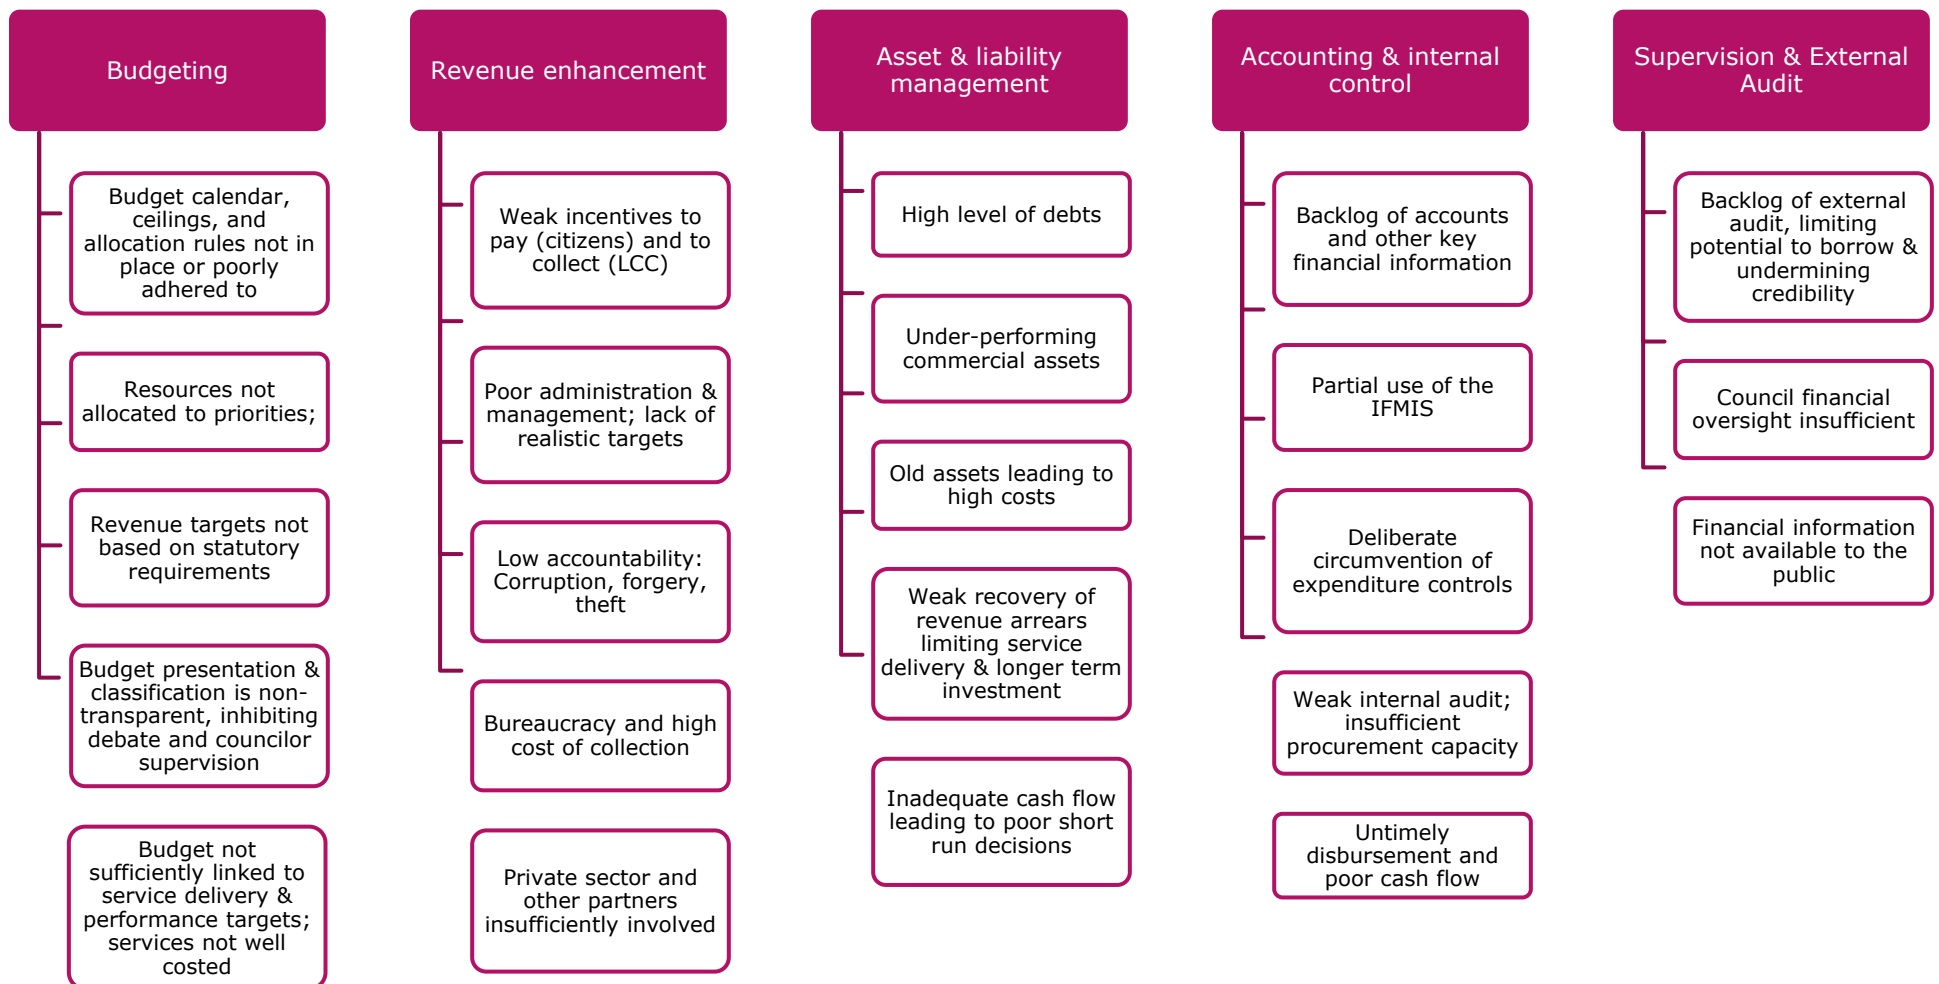 Budgeting
Budget calendar,
ceilings, and
allocation rules not in
place or poorly
adhered to
Resources not
allocated to priorities;
Revenue targets not
based on statutory
requirements
Budget presentation &
classification is non-
transparent, inhibiting
debate and councilor
supervision
Budget not
sufficiently linked to
service delivery &
performance targets;
services not well
costed
Revenue enhancement
Weak incentives to
pay (citizens) and to
collect (LCC)
Poor administration &
management; lack of
realistic targets
Low accountability:
Corruption, forgery,
theft
Bureaucracy and high
cost of collection
Private sector and
other partners
insufficiently involved
Asset & liability
management
High level of debts
Under-performing
commercial assets
Old assets leading to
high costs
Weak recovery of
revenue arrears
limiting service
delivery & longer term
investment
Inadequate cash flow
leading to poor short
run decisions
Accounting & internal
control
Backlog of accounts
and other key
financial information
Partial use of the
IFMIS
Deliberate
circumvention of
expenditure controls
Weak internal audit;
insufficient
procurement capacity
Untimely
disbursement and
poor cash flow
Supervision & External
Audit
Backlog of external
audit, limiting
potential to borrow &
undermining
credibility
Council financial
oversight insufficient
Financial information
not available to the
public